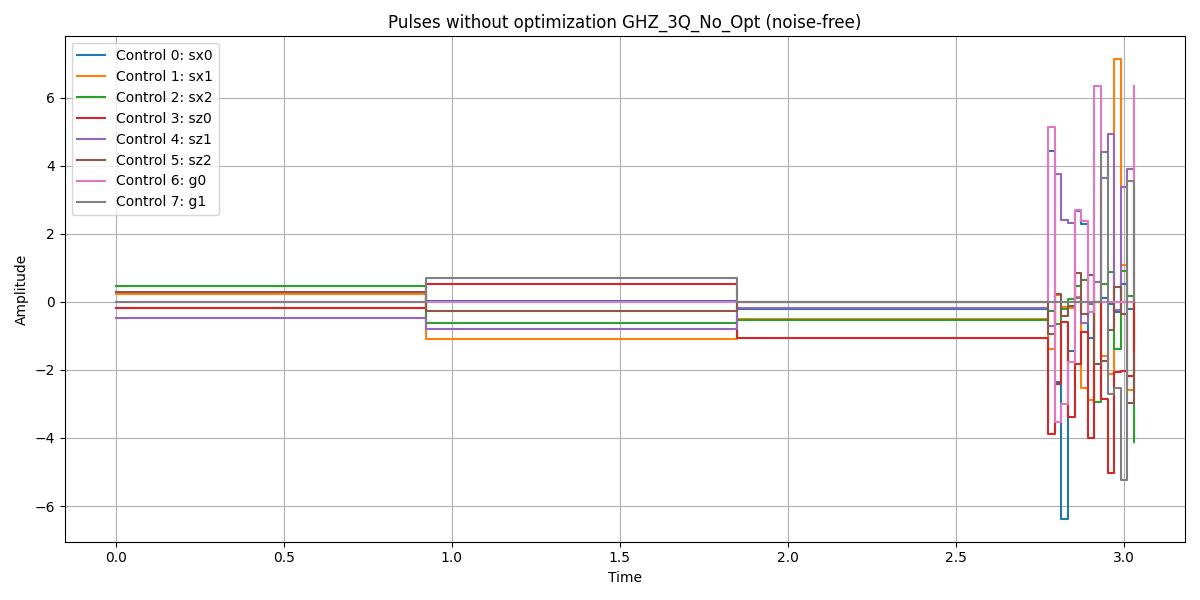 Pulses without optimization GHZ_3Q_No_Opt (noise-free)
Control 0: sx0
Control 1: sx1
Control 2: sx2
Control 3: sz0
Control 4: sz1
Control 5: sz2
Control 6: g0
Control 7: g1
Amplitude
6
4
2
0
−2
−4
−6
0.0 0.5 1.0 1.5 2.0 2.5 3.0
Time